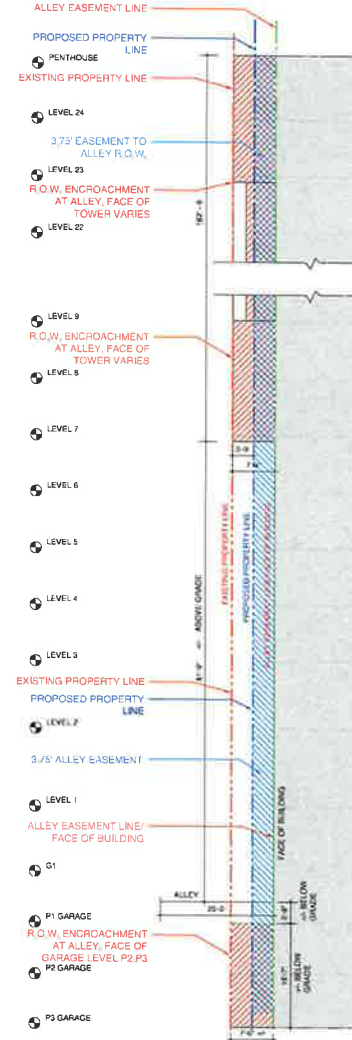 ALLEY EASEMENT LINE
PROPOSED PROPERTY
LINE
PENTHOUSE
EXISTING PROPERTY LINE
LEVEL 24
3.75' EASEMENT TO
ALLEY R.O.W.
LEVEL 23
R.O.W. ENCROACHMENT
AT ALLEY, FACE OF
TOWER VARIES
LEVEL 22
LEVEL 9
R.O.W. ENCROACHMENT
AT ALLEY, FACE OF
TOWER VARIES
LEVEL 8
LEVEL 7
LEVEL 6
LEVEL 5
EXISTING PROPERTY LINE
PROPOSED PROPERTY LINE
+/- ABOVE GRADE
LEVEL 4
LEVEL 3
EXISTING PROPERTY LINE
PROPOSED PROPERTY
LINE
LEVEL 2
3.75' ALLEY EASEMENT
LEVEL 1
ALLEY EASEMENT LINE/
FACE OF BUILDING
FACE OF BUILDING
G1
ALLEY
P1 GARAGE
+/- BELOW
GRADE
R.O.W. ENCROACHMENT
AT ALLEY, FACE OF
GARAGE LEVEL P2,P3
P2 GARAGE
+/- BELOW
GRADE
P3 GARAGE